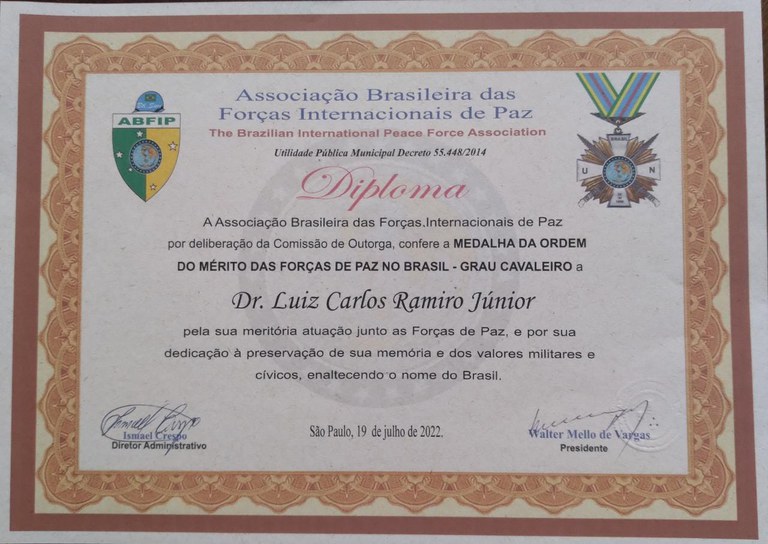 Associação Brasileira das
Forças Internacionais de Paz
The Brazilian International Peace Force Association
Utilidade Pública Municipal Decreto 55.448/2014
ABFIP
U N
Diploma
A Associação Brasileira das Forças.Internacionais de Paz
por deliberação da Comissão de Outorga, confere a MEDALHA DA ORDEM
DO MÉRITO DAS FORÇAS DE PAZ NO BRASIL - GRAU CAVALEIRO a
Dr. Luiz Carlos Ramiro Júnior
pela sua meritória atuação junto as Forças de Paz, e por sua
dedicação à preservação de sua memória e dos valores militares e
cívicos, enaltecendo o nome do Brasil.
Ismael Crespo
Diretor Administrativo
São Paulo, 19 de julho de 2022.
Walter Mello de Vargas
Presidente